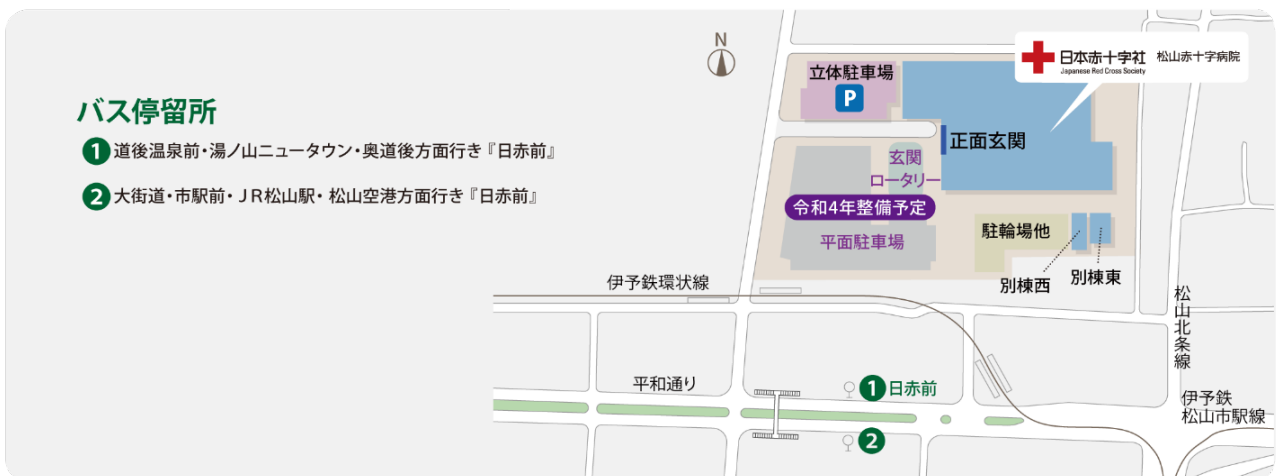 バス停留所
1 道後温泉前・湯ノ山ニュータウン・奥道後方面行き『日赤前』
2 大街道・市駅前・JR松山駅・松山空港方面行き『日赤前』
N
日本赤十字社 松山赤十字病院
Japanese Red Cross Society
立体駐車場
P
正面玄関
玄関
ロータリー
令和4年整備予定
平面駐車場
駐輪場他
別棟西
別棟東
伊予鉄環状線
松山北条線
平和通り
1 日赤前
伊予鉄
松山市駅線
2